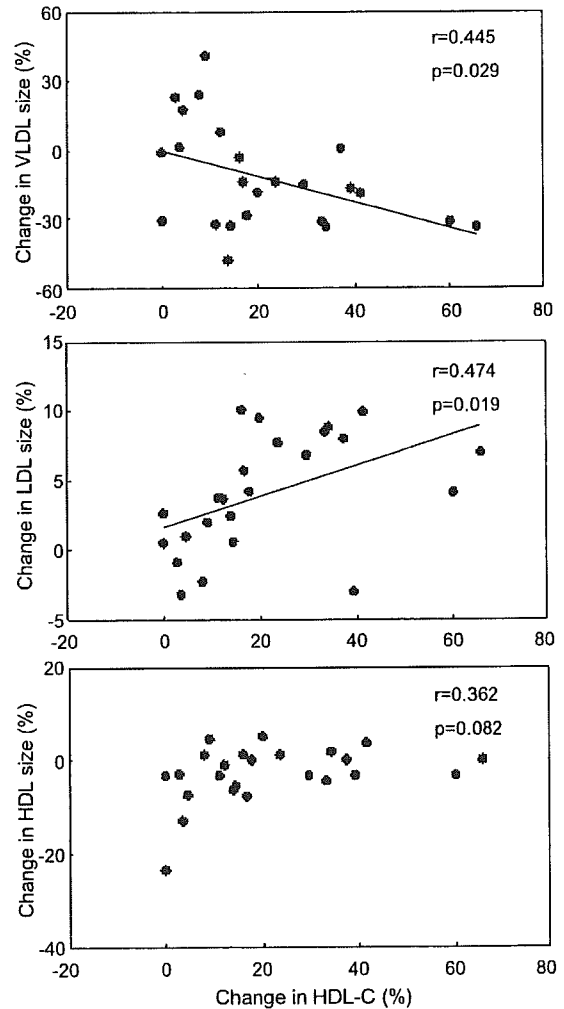 60
30
0
-30
-60
Change in VLDL size (%)
r=0.445
p=0.029
-20 0 20 40 60 80
15
10
5
0
-5
Change in LDL size (%)
r=0.474
p=0.019
-20 0 20 40 60 80
20
0
-20
-40
Change in HDL size (%)
r=0.362
p=0.082
-20 0 20 40 60 80
Change in HDL-C (%)